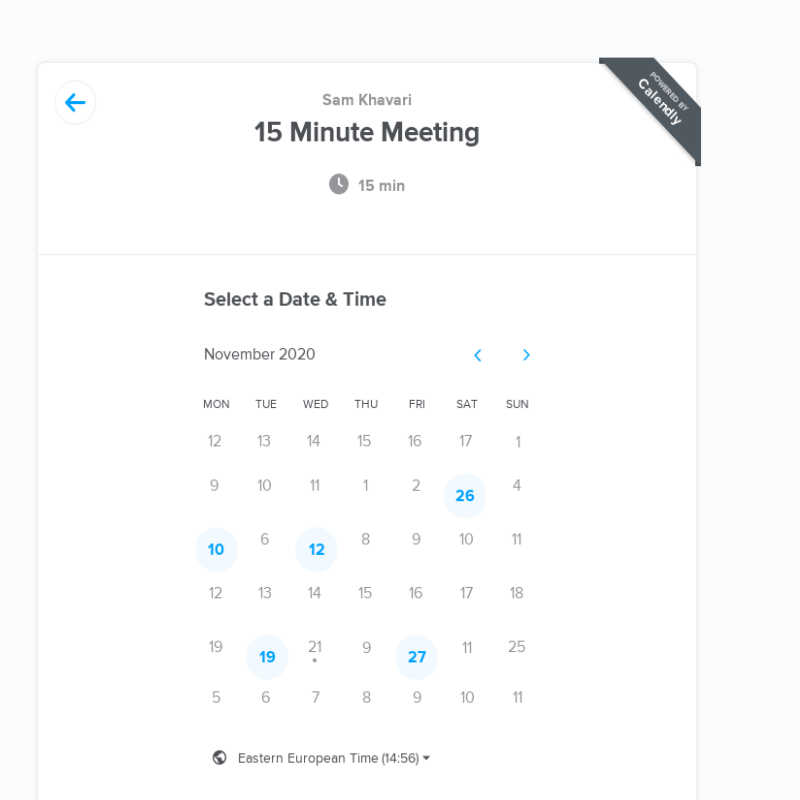 POWERED BY
Calendly
Sam Khavari
15 Minute Meeting
15 min
Select a Date & Time
November 2020
MON TUE WED THU FRI SAT SUN
12 13 14 15 16 17 1
9 10 11 1 2 26 4
10 6 12 8 9 10 11
12 13 14 15 16 17 18
19 19 21 9 27 11 25
5 6 7 8 9 10 11
Eastern European Time (14:56)